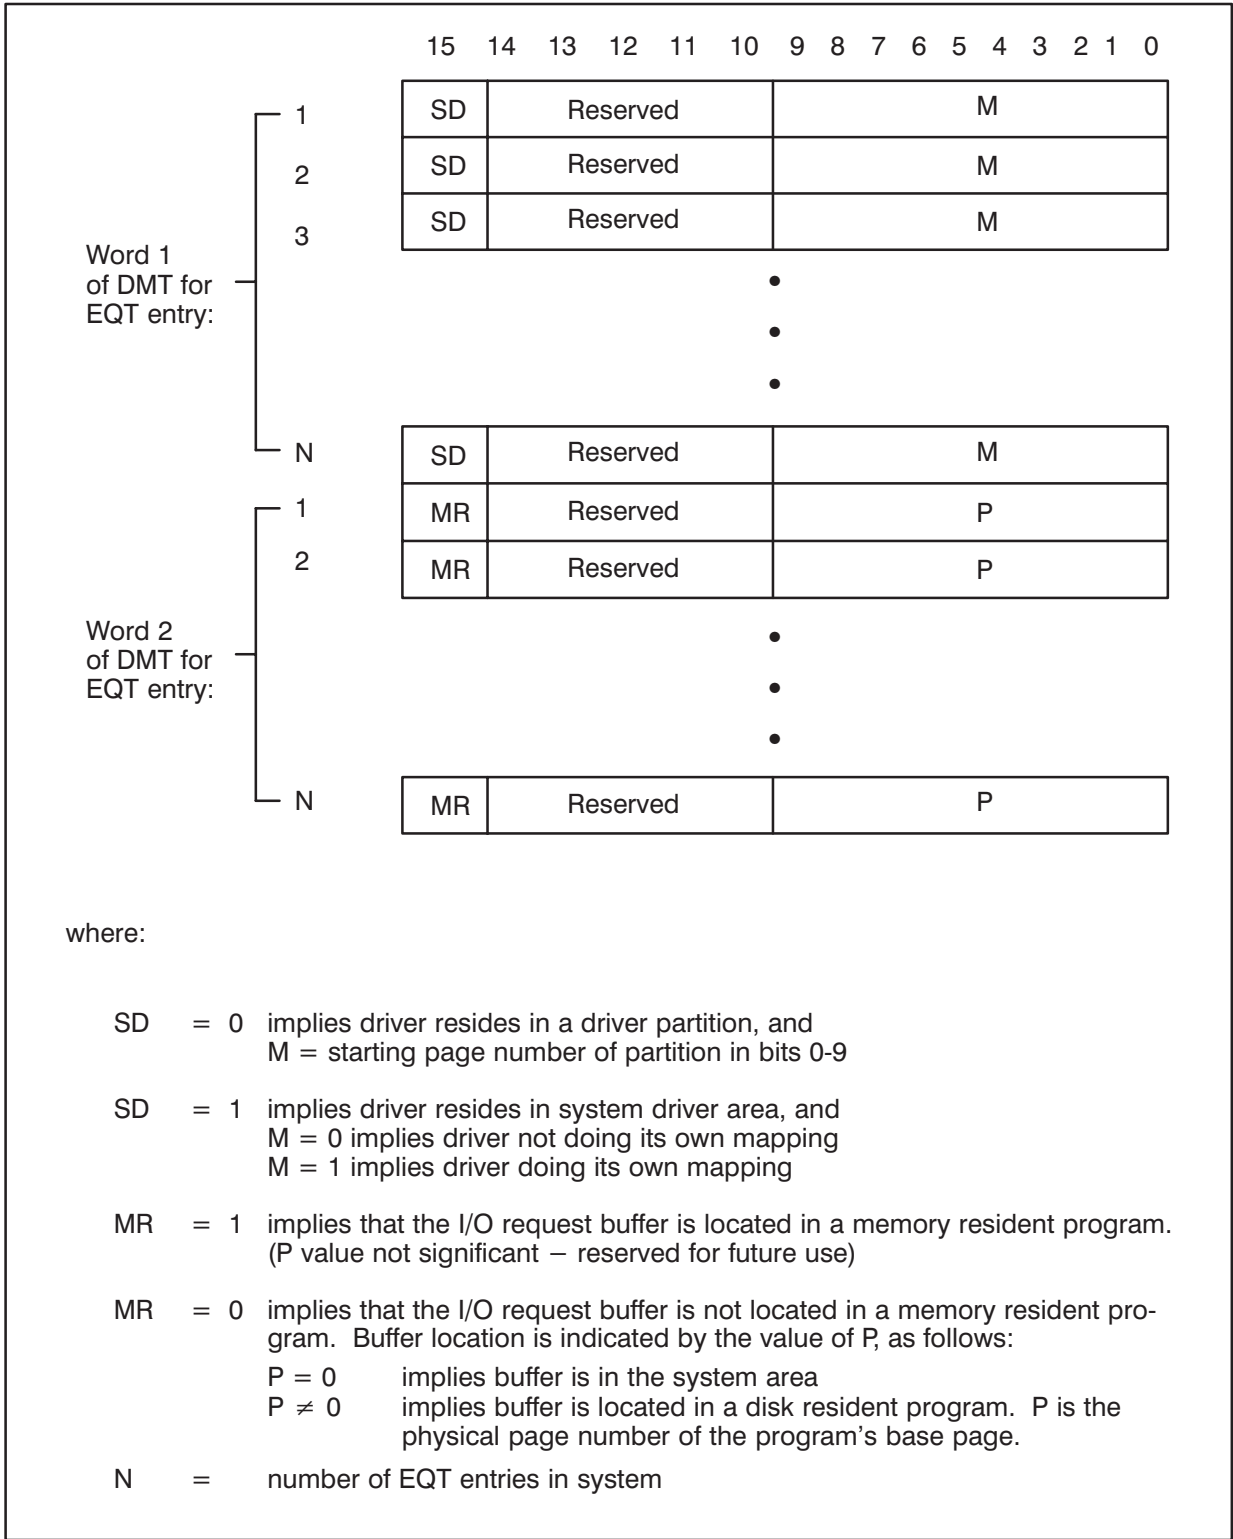 15 14 13 12 11 10 9 8 7 6 5 4 3 2 1 0
1 SD Reserved M
2 SD Reserved M
3 SD Reserved M
Word 1
of DMT for
EQT entry:
N SD Reserved M
1 MR Reserved P
2 MR Reserved P
Word 2
of DMT for
EQT entry:
N MR Reserved P
where:
SD = 0 implies driver resides in a driver partition, and
M = starting page number of partition in bits 0-9
SD = 1 implies driver resides in system driver area, and
M = 0 implies driver not doing its own mapping
M = 1 implies driver doing its own mapping
MR = 1 implies that the I/O request buffer is located in a memory resident program.
(P value not significant – reserved for future use)
MR = 0 implies that the I/O request buffer is not located in a memory resident pro-
gram. Buffer location is indicated by the value of P, as follows:
P = 0 implies buffer is in the system area
P ≠ 0 implies buffer is located in a disk resident program. P is the
physical page number of the program's base page.
N = number of EQT entries in system